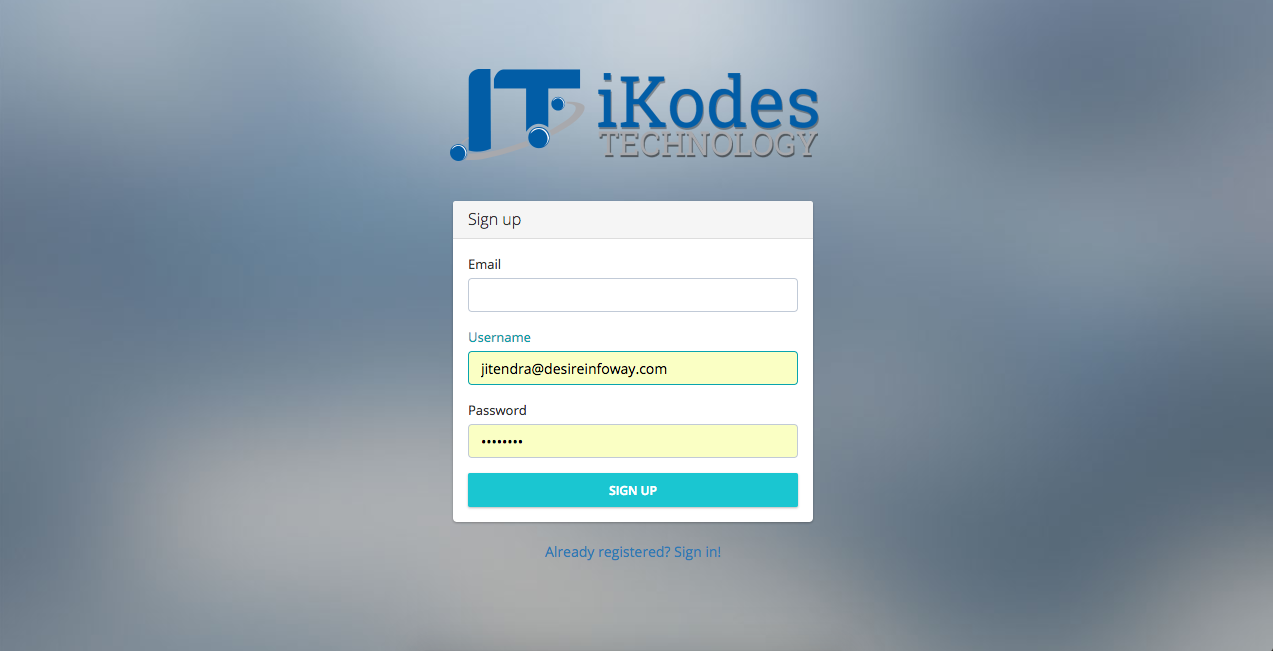 IT iKodes
TECHNOLOGY
Sign up
Email
Username
jitendra@desireinfoway.com
Password
••••••••
SIGN UP
Already registered? Sign in!